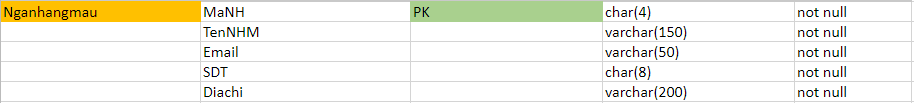 Nganhangmau MaNH PK char(4) not null
TenNHM varchar(150) not null
Email varchar(50) not null
SDT char(8) not null
Diachi varchar(200) not null